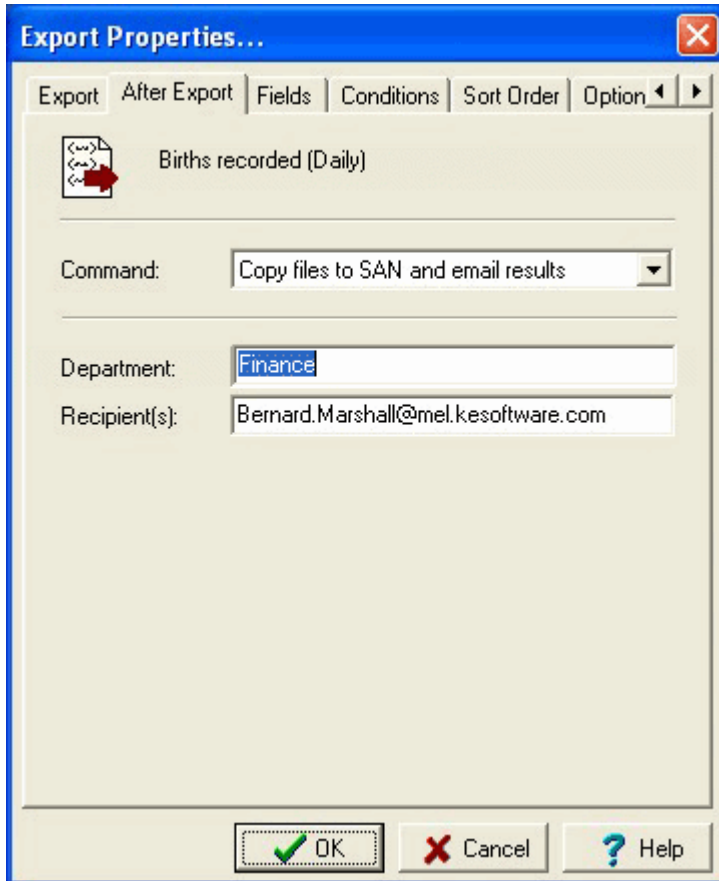 Export Properties...
Export After Export Fields Conditions Sort Order Option
Births recorded (Daily)
Command: Copy files to SAN and email results
Department: Finance
Recipient(s): Bernard.Marshall@mel.kesoftware.com
OK Cancel ? Help